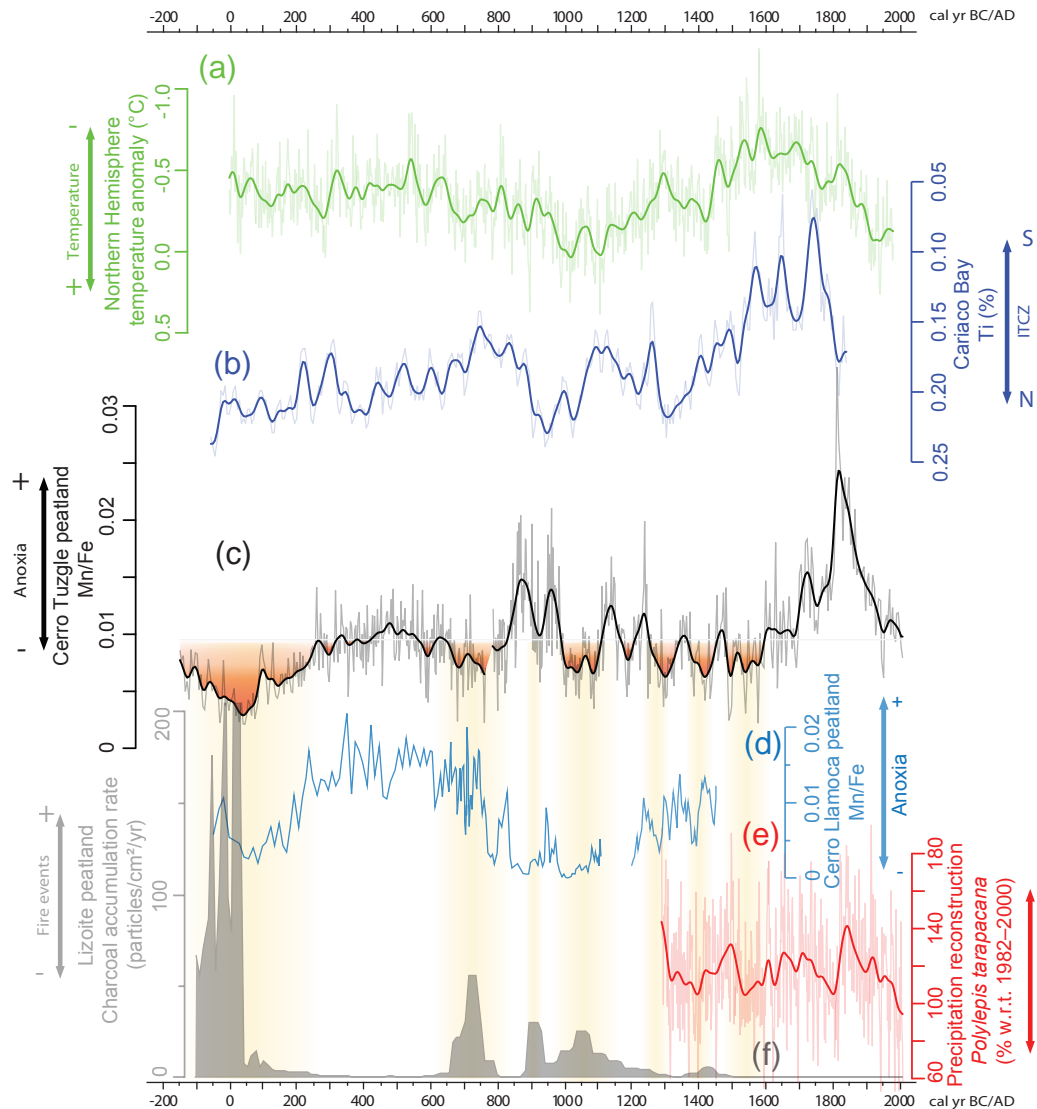 -200 0 200 400 600 800 1000 1200 1400 1600 1800 2000 cal yr BC/AD
(a)
-1.0
-0.5
0.0
0.5
Northern Hemisphere
temperature anomaly (°C)
- Temperature +
0.05
0.10
0.15
0.20
0.25
Cariaco Bay
Ti (%)
S
ITCZ
N
(b)
0.03
0.02
0.01
0
Cerro Tuzgle peatland
Mn/Fe
+ Anoxia -
(c)
(d)
0.02
0.01
0
Cerro Llamoca peatland
Mn/Fe
+ Anoxia -
200
100
0
Lizoite peatland
Charcoal accumulation rate
(particles/cm²/yr)
+ Fire events -
(e)
180
140
100
60
Precipitation reconstruction
Polylepis tarapacana
(% w.r.t. 1982–2000)
(f)
-200 0 200 400 600 800 1000 1200 1400 1600 1800 2000 cal yr BC/AD